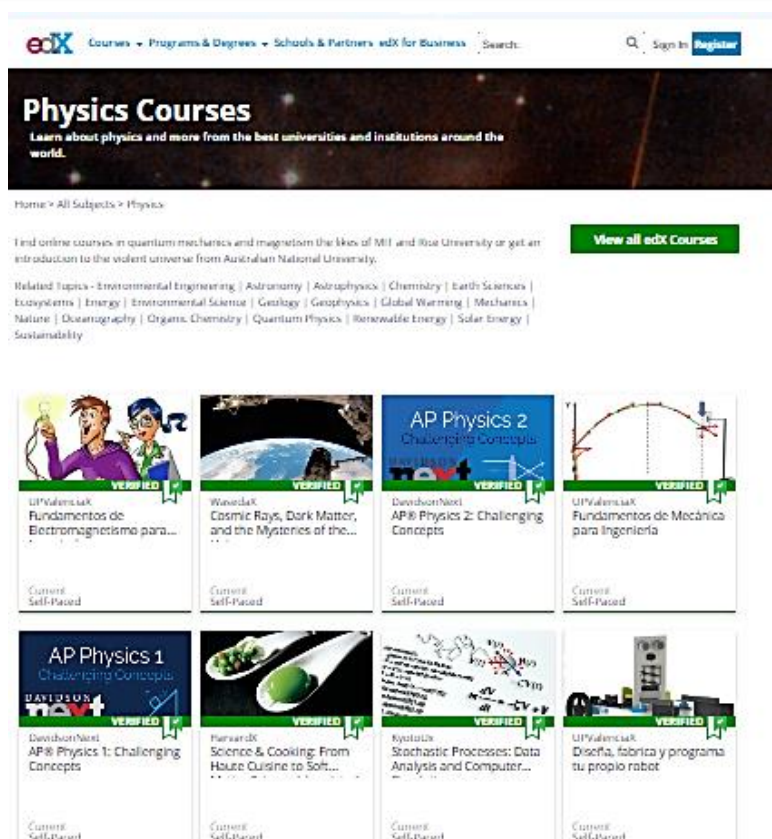 edX Courses Programs & Degrees Schools & Partners edX for Business Search: Sign In Register
Physics Courses
Learn about physics and more from the best universities and institutions around the
world.
Home > All Subjects > Physics
Find online courses in quantum mechanics and magnetism the likes of MIT and Rice University or get an
introduction to the violent universe from Australian National University.
View all edX Courses
Related Topics - Environmental Engineering | Astronomy | Astrophysics | Chemistry | Earth Sciences |
Ecosystems | Energy | Environmental Science | Geology | Geophysics | Global Warming | Mechanics |
Nature | Oceanography | Organic Chemistry | Quantum Physics | Renewable Energy | Solar Energy |
Sustainability
VERIFIED
UPValenciaX
Fundamentos de
Electromagnetismo para...
Current
Self-Paced
VERIFIED
WasedaX
Cosmic Rays, Dark Matter,
and the Mysteries of the...
Current
Self-Paced
AP Physics 2
Challenging Concepts
DAVIDSON
next
VERIFIED
DavidsonNext
AP® Physics 2: Challenging
Concepts
Current
Self-Paced
Y
VERIFIED
UPValenciaX
Fundamentos de Mecánica
para Ingeniería
Current
Self-Paced
AP Physics 1
Challenging Concepts
DAVIDSON
next
VERIFIED
DavidsonNext
AP® Physics 1: Challenging
Concepts
Current
Self-Paced
VERIFIED
HarvardX
Science & Cooking: From
Haute Cuisine to Soft...
Current
Self-Paced
VERIFIED
KyotoUx
Stochastic Processes: Data
Analysis and Computer...
Current
Self-Paced
VERIFIED
UPValenciaX
Diseña, fabrica y programa
tu propio robot
Current
Self-Paced